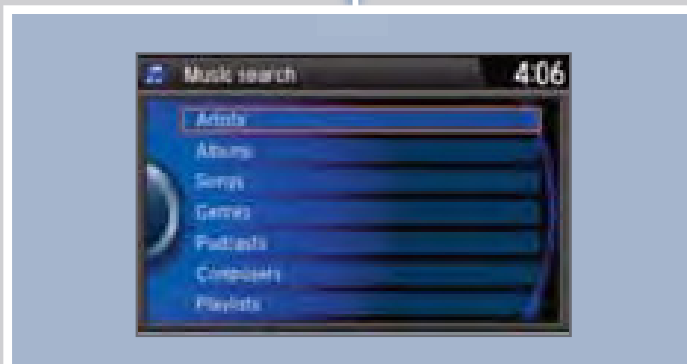 Music search 4:06
Artists
Albums
Songs
Genres
Podcasts
Composers
Playlists